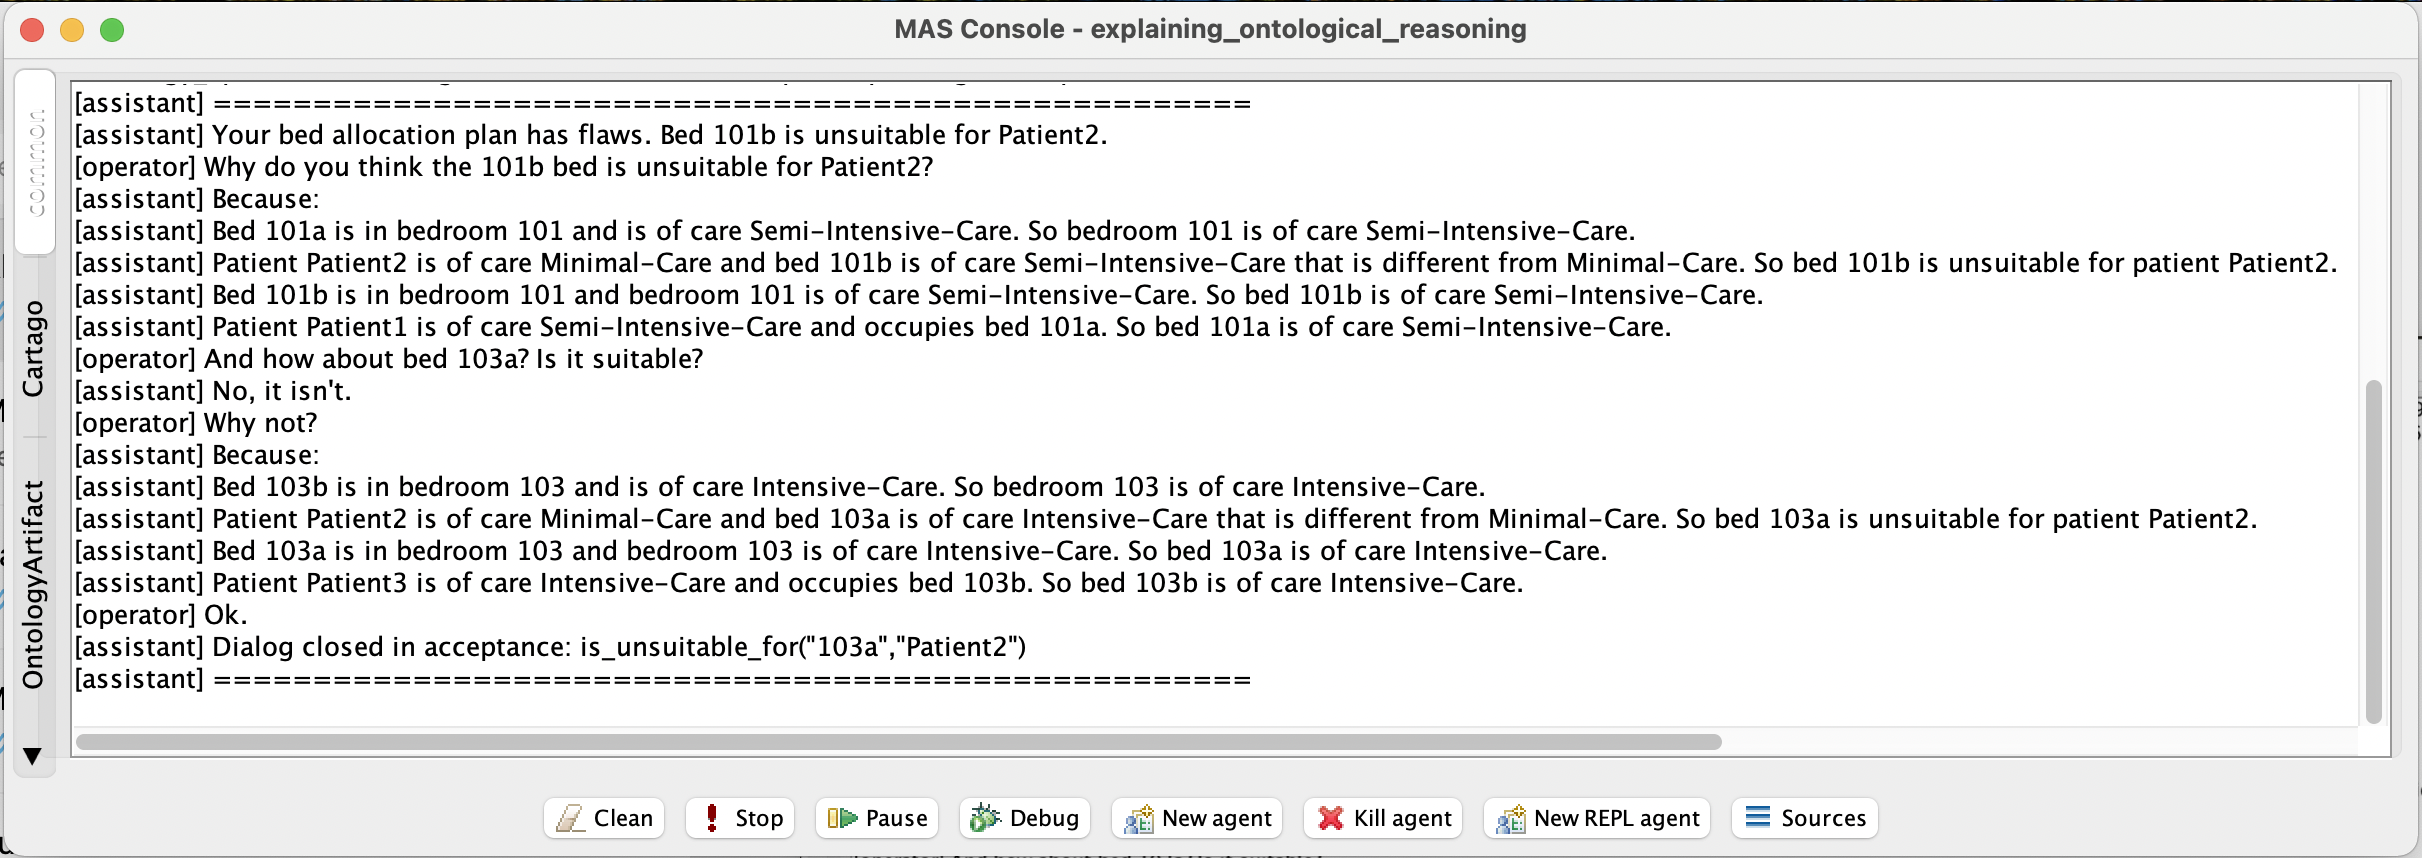 MAS Console - explaining_ontological_reasoning
common
Cartago
OntologyArtifact
[assistant] ====================================================
[assistant] Your bed allocation plan has flaws. Bed 101b is unsuitable for Patient2.
[operator] Why do you think the 101b bed is unsuitable for Patient2?
[assistant] Because:
[assistant] Bed 101a is in bedroom 101 and is of care Semi-Intensive-Care. So bedroom 101 is of care Semi-Intensive-Care.
[assistant] Patient Patient2 is of care Minimal-Care and bed 101b is of care Semi-Intensive-Care that is different from Minimal-Care. So bed 101b is unsuitable for patient Patient2.
[assistant] Bed 101b is in bedroom 101 and bedroom 101 is of care Semi-Intensive-Care. So bed 101b is of care Semi-Intensive-Care.
[assistant] Patient Patient1 is of care Semi-Intensive-Care and occupies bed 101a. So bed 101a is of care Semi-Intensive-Care.
[operator] And how about bed 103a? Is it suitable?
[assistant] No, it isn't.
[operator] Why not?
[assistant] Because:
[assistant] Bed 103b is in bedroom 103 and is of care Intensive-Care. So bedroom 103 is of care Intensive-Care.
[assistant] Patient Patient2 is of care Minimal-Care and bed 103a is of care Intensive-Care that is different from Minimal-Care. So bed 103a is unsuitable for patient Patient2.
[assistant] Bed 103a is in bedroom 103 and bedroom 103 is of care Intensive-Care. So bed 103a is of care Intensive-Care.
[assistant] Patient Patient3 is of care Intensive-Care and occupies bed 103b. So bed 103b is of care Intensive-Care.
[operator] Ok.
[assistant] Dialog closed in acceptance: is_unsuitable_for("103a","Patient2")
[assistant] ====================================================
Clean
Stop
Pause
Debug
New agent
Kill agent
New REPL agent
Sources